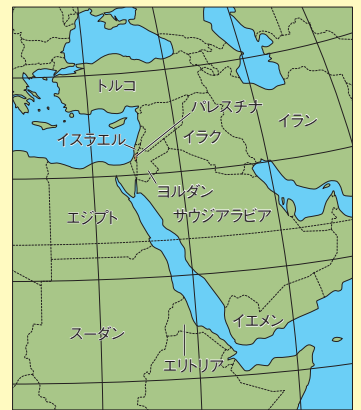 トルコ
パレスチナ
イラン
イスラエル
イラク
ヨルダン
エジプト
サウジアラビア
イエメン
スーダン
エリトリア